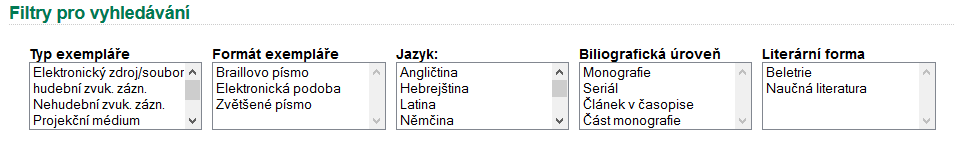 Filtry pro vyhledávání
Typ exempláře
Elektronický zdroj/soubor
hudební zvuk. zázn.
Nehudební zvuk. zázn.
Projekční médium
Formát exempláře
Braillovo písmo
Elektronická podoba
Zvětšené písmo
Jazyk:
Angličtina
Hebrejština
Latina
Němčina
Biliografická úroveň
Monografie
Seriál
Článek v časopise
Část monografie
Literární forma
Beletrie
Naučná literatura